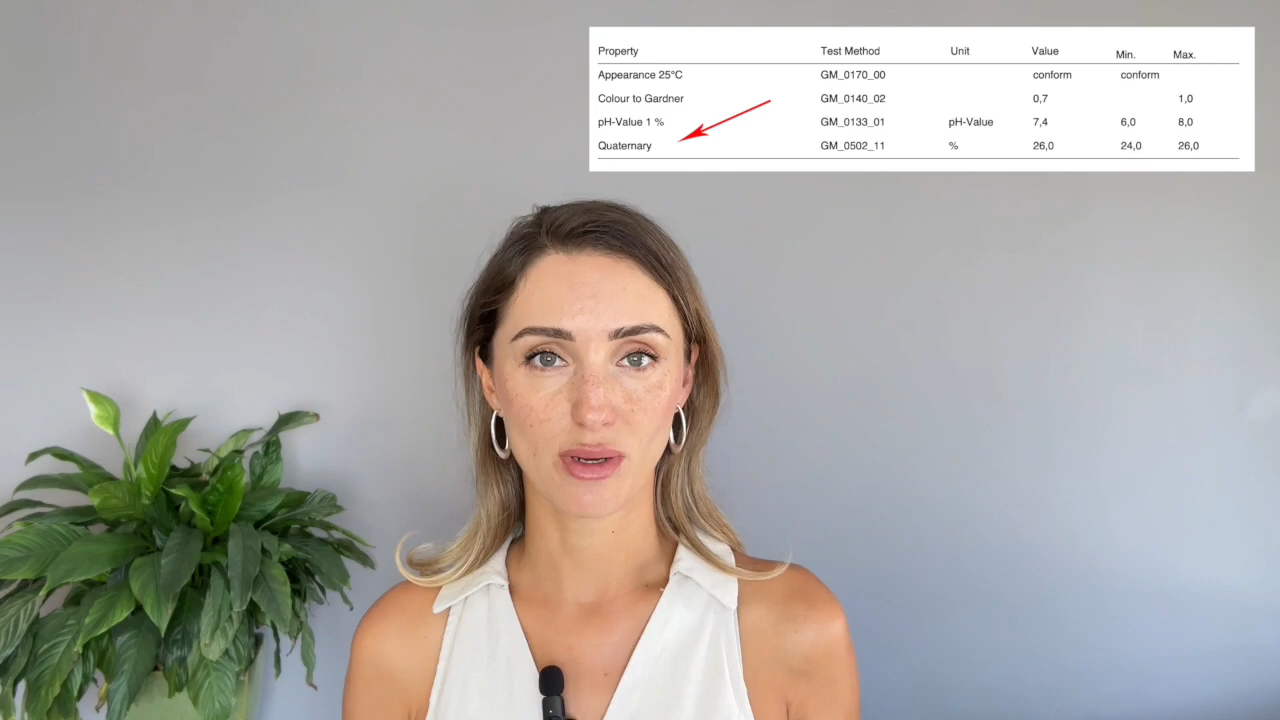 Property Test Method Unit Value Min. Max.
Appearance 25°C GM_0170_00 conform conform
Colour to Gardner GM_0140_02 0,7 1,0
pH-Value 1 % GM_0133_01 pH-Value 7,4 6,0 8,0
Quaternary GM_0502_11 % 26,0 24,0 26,0